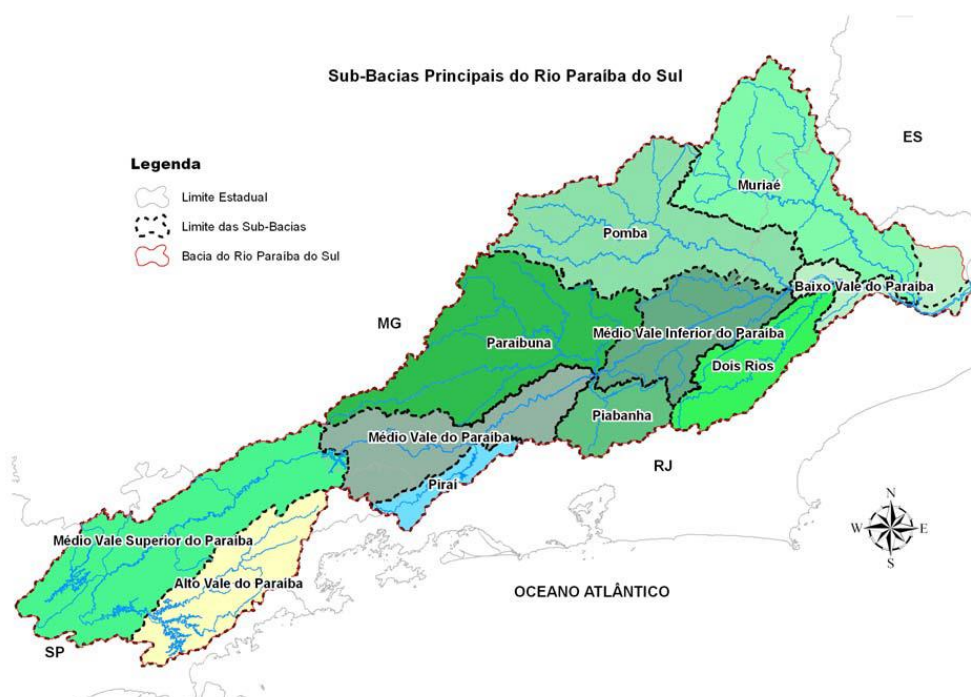 Sub-Bacias Principais do Rio Paraíba do Sul
ES
Legenda
Limite Estadual
Limite das Sub-Bacias
Bacia do Rio Paraíba do Sul
Muriaé
Pomba
Baixo Vale do Paraíba
MG
Médio Vale Inferior do Paraíba
Paraibuna
Dois Rios
Piabanha
Médio Vale do Paraíba
RJ
Piraí
N
W
E
S
Médio Vale Superior do Paraíba
Alto Vale do Paraíba
OCEANO ATLÂNTICO
SP